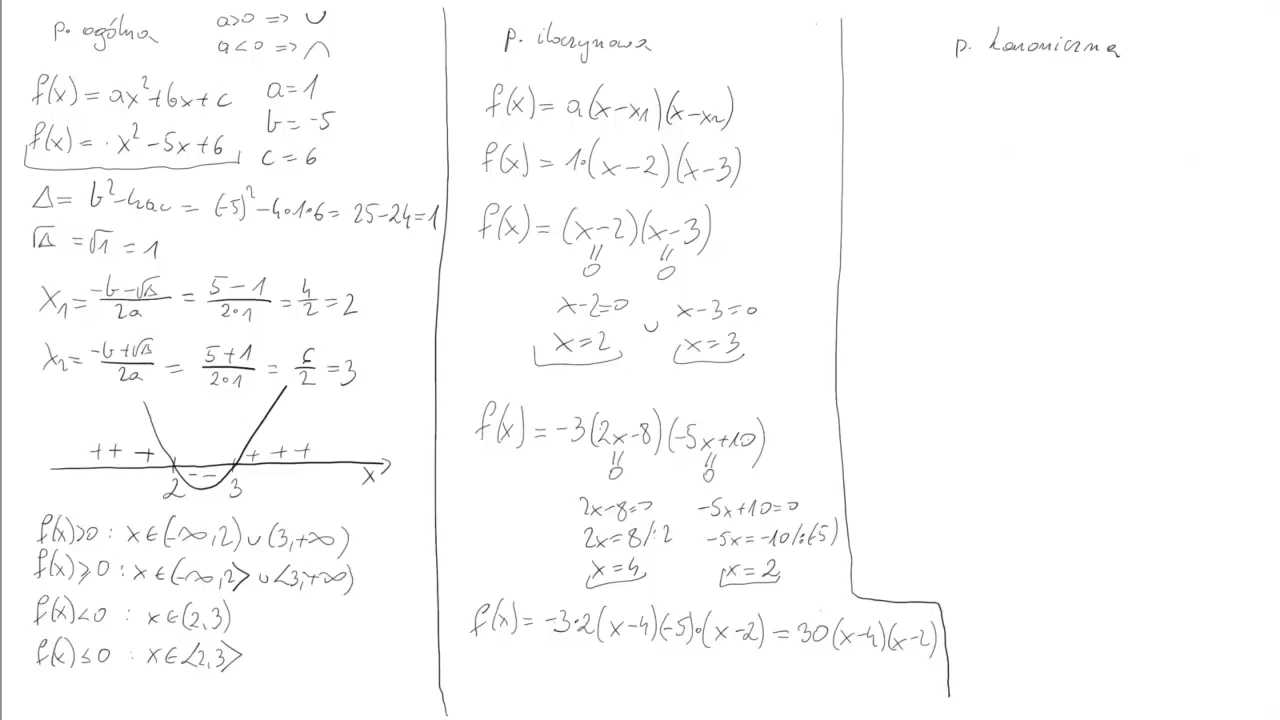 p. ogólna
a>0 => ∪
a<0 => ∩
f(x) = ax²+bx+c
a=1
f(x) = x² - 5x+6
b=-5
c=6
Δ= b²-4ac = (-5)²-4·1·6= 25-24=1
√Δ = √1 = 1
x₁= (-b-√Δ)/2a = (5-1)/(2·1) = 4/2 = 2
x₂= (-b+√Δ)/2a = (5+1)/(2·1) = 6/2 = 3
++ + -- + ++
2 3 x
f(x)>0 : x∈(-∞,2)∪(3,+∞)
f(x)⩾0 : x∈(-∞,2> ∪<3,+∞)
f(x)<0 : x∈(2,3)
f(x)≤0 : x∈<2,3>
p. iloczynowa
f(x) = a(x-x₁)(x-x₂)
f(x) = 1·(x-2)(x-3)
f(x) = (x-2)(x-3)
= =
0 0
x-2=0 ∪ x-3=0
x=2 x=3
f(x) = -3(2x-8)(-5x+10)
= =
0 0
2x-8=0 -5x+10=0
2x=8/:2 -5x=-10/:(-5)
x=4 x=2
f(x) = -3·2(x-4)(-5)·(x-2) = 30(x-4)(x-2)
p. kanoniczna